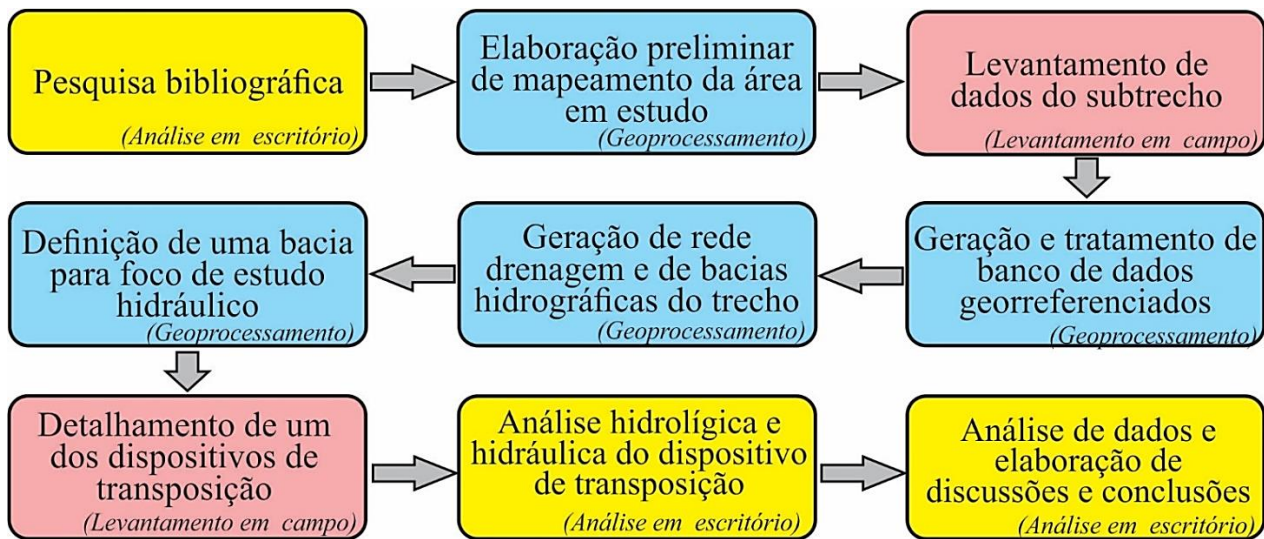 Pesquisa bibliográfica
(Análise em escritório)
Elaboração preliminar
de mapeamento da área
em estudo
(Geoprocessamento)
Levantamento de
dados do subtrecho
(Levantamento em campo)
Geração e tratamento de
banco de dados
georreferenciados
(Geoprocessamento)
Geração de rede
drenagem e de bacias
hidrográficas do trecho
(Geoprocessamento)
Definição de uma bacia
para foco de estudo
hidráulico
(Geoprocessamento)
Detalhamento de um
dos dispositivos de
transposição
(Levantamento em campo)
Análise hidrolígica e
hidráulica do dispositivo
de transposição
(Análise em escritório)
Análise de dados e
elaboração de
discussões e conclusões
(Análise em escritório)